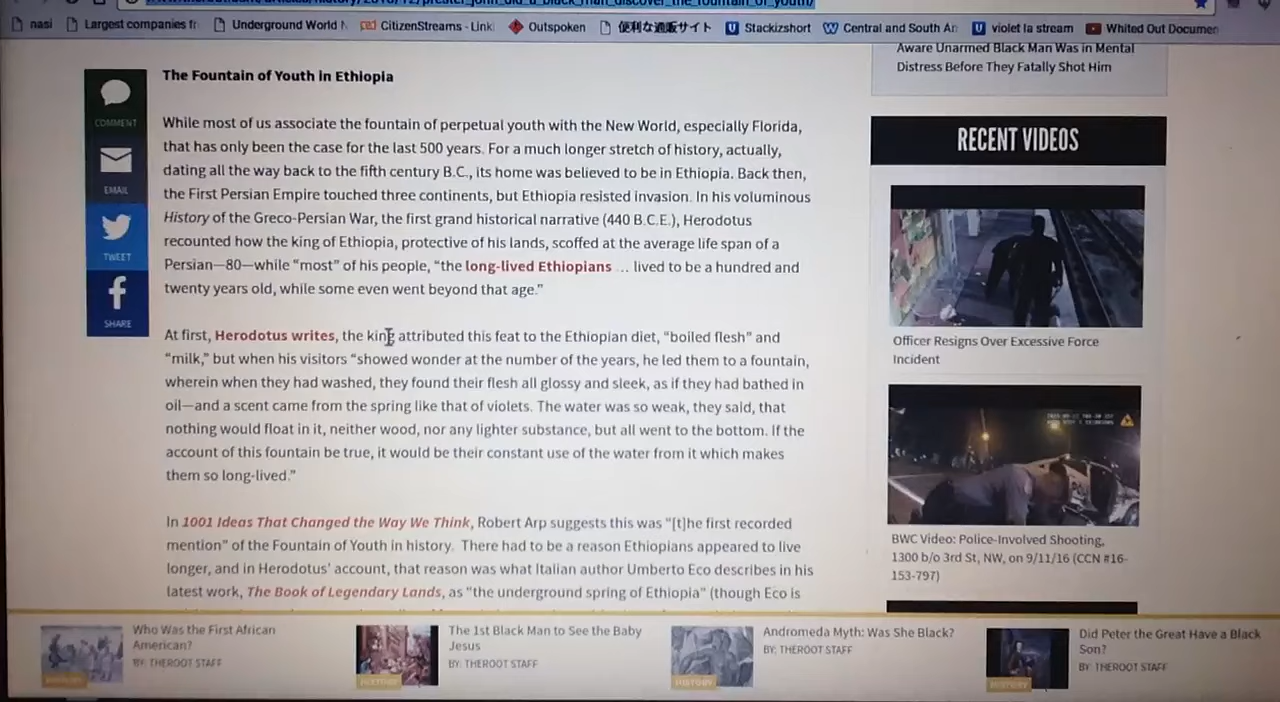 nasi
Largest companies fr
Underground World N
CitizenStreams - Link
Outspoken
便利な通販サイト
Stackizshort
Central and South An
violet la stream
Whited Out Documen
The Fountain of Youth in Ethiopia
While most of us associate the fountain of perpetual youth with the New World, especially Florida,
that has only been the case for the last 500 years. For a much longer stretch of history, actually,
dating all the way back to the fifth century B.C., its home was believed to be in Ethiopia. Back then,
the First Persian Empire touched three continents, but Ethiopia resisted invasion. In his voluminous
History of the Greco-Persian War, the first grand historical narrative (440 B.C.E.), Herodotus
recounted how the king of Ethiopia, protective of his lands, scoffed at the average life span of a
Persian—80—while “most” of his people, “the long-lived Ethiopians … lived to be a hundred and
twenty years old, while some even went beyond that age.”
At first, Herodotus writes, the king attributed this feat to the Ethiopian diet, “boiled flesh” and
“milk,” but when his visitors “showed wonder at the number of the years, he led them to a fountain,
wherein when they had washed, they found their flesh all glossy and sleek, as if they had bathed in
oil—and a scent came from the spring like that of violets. The water was so weak, they said, that
nothing would float in it, neither wood, nor any lighter substance, but all went to the bottom. If the
account of this fountain be true, it would be their constant use of the water from it which makes
them so long-lived.”
In 1001 Ideas That Changed the Way We Think, Robert Arp suggests this was “[t]he first recorded
mention” of the Fountain of Youth in history. There had to be a reason Ethiopians appeared to live
longer, and in Herodotus’ account, that reason was what Italian author Umberto Eco describes in his
latest work, The Book of Legendary Lands, as “the underground spring of Ethiopia” (though Eco is
COMMENT
EMAIL
TWEET
SHARE
Aware Unarmed Black Man Was in Mental
Distress Before They Fatally Shot Him
RECENT VIDEOS
Officer Resigns Over Excessive Force
Incident
BWC Video: Police-Involved Shooting,
1300 b/o 3rd St, NW, on 9/11/16 (CCN #16-
153-797)
Who Was the First African
American?
BY: THEROOT STAFF
HISTORY
The 1st Black Man to See the Baby
Jesus
BY: THEROOT STAFF
HISTORY
Andromeda Myth: Was She Black?
BY: THEROOT STAFF
HISTORY
Did Peter the Great Have a Black
Son?
BY: THEROOT STAFF
HISTORY